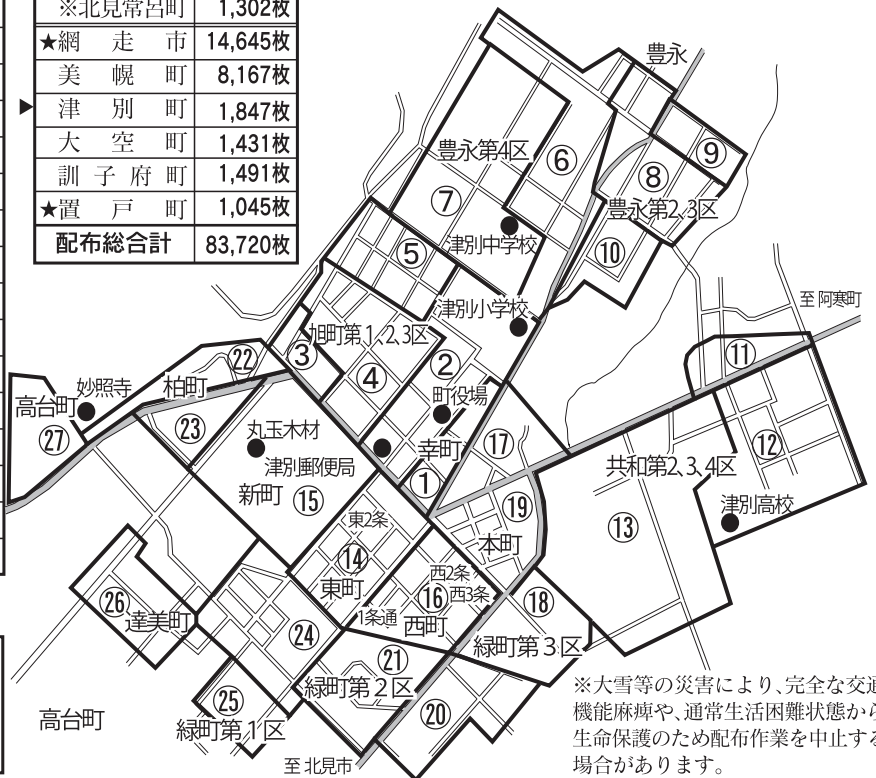 ※北見常呂町 1,302枚
★網走市 14,645枚
美幌町 8,167枚
津別町 1,847枚
大空町 1,431枚
訓子府町 1,491枚
★置戸町 1,045枚
配布総合計 83,720枚
豊永
⑨
⑥
豊永第4区
⑧
⑦
豊永第2、3区
津別中学校
⑩
⑤
至 阿寒町
津別小学校
旭町第1、2、3区
③
②
④
⑪
㉒
柏町
妙照寺
高台町
㉗
町役場
㉓
丸玉木材
幸町
⑰
⑫
津別郵便局
共和第2、3、4区
新町
⑮
①
⑲
津別高校
⑬
東2条
本町
⑭
東町
西2条
⑯
西3条
㉖
達美町
1条通
西町
⑱
㉔
緑町第3区
㉑
緑町第2区
㉕
緑町第1区
⑳
高台町
至 北見市
※大雪等の災害により、完全な交通
機能麻痺や、通常生活困難状態から
生命保護のため配布作業を中止する
場合があります。